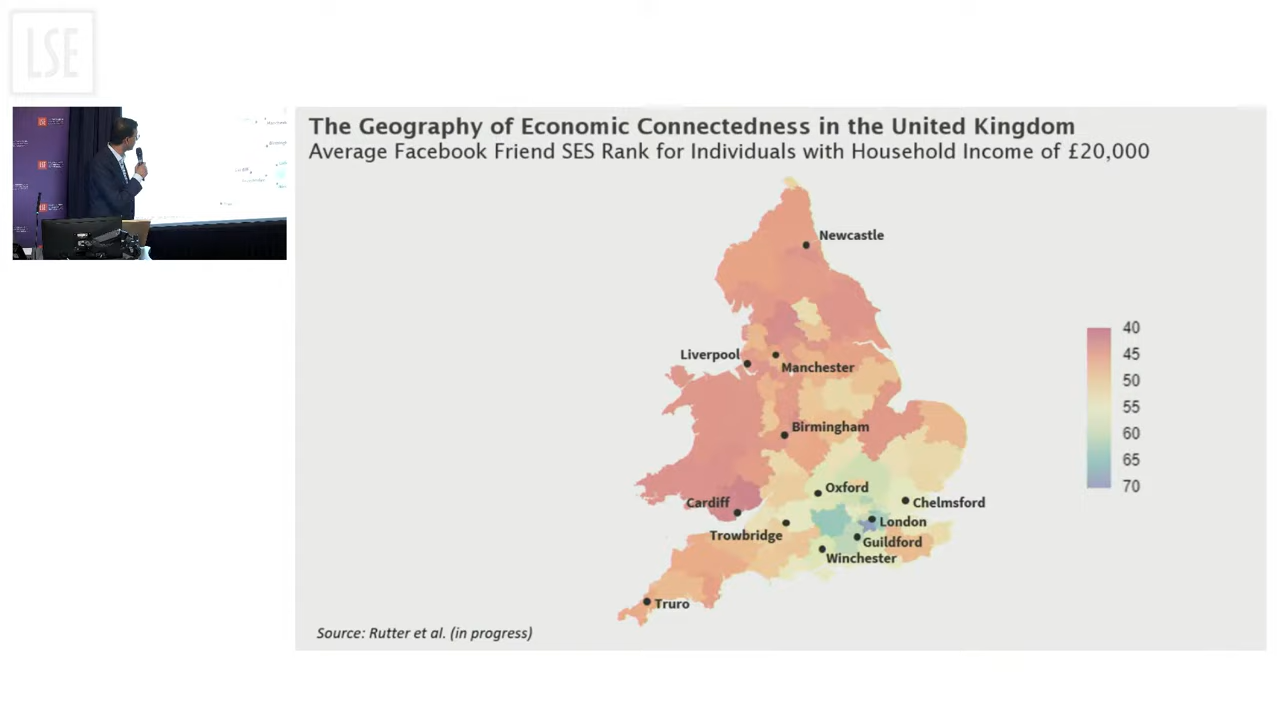 LSE
The Geography of Economic Connectedness in the United Kingdom
Average Facebook Friend SES Rank for Individuals with Household Income of £20,000
Newcastle
Liverpool
Manchester
Birmingham
Cardiff
Oxford
Chelmsford
London
Trowbridge
Guildford
Winchester
Truro
40
45
50
55
60
65
70
Source: Rutter et al. (in progress)